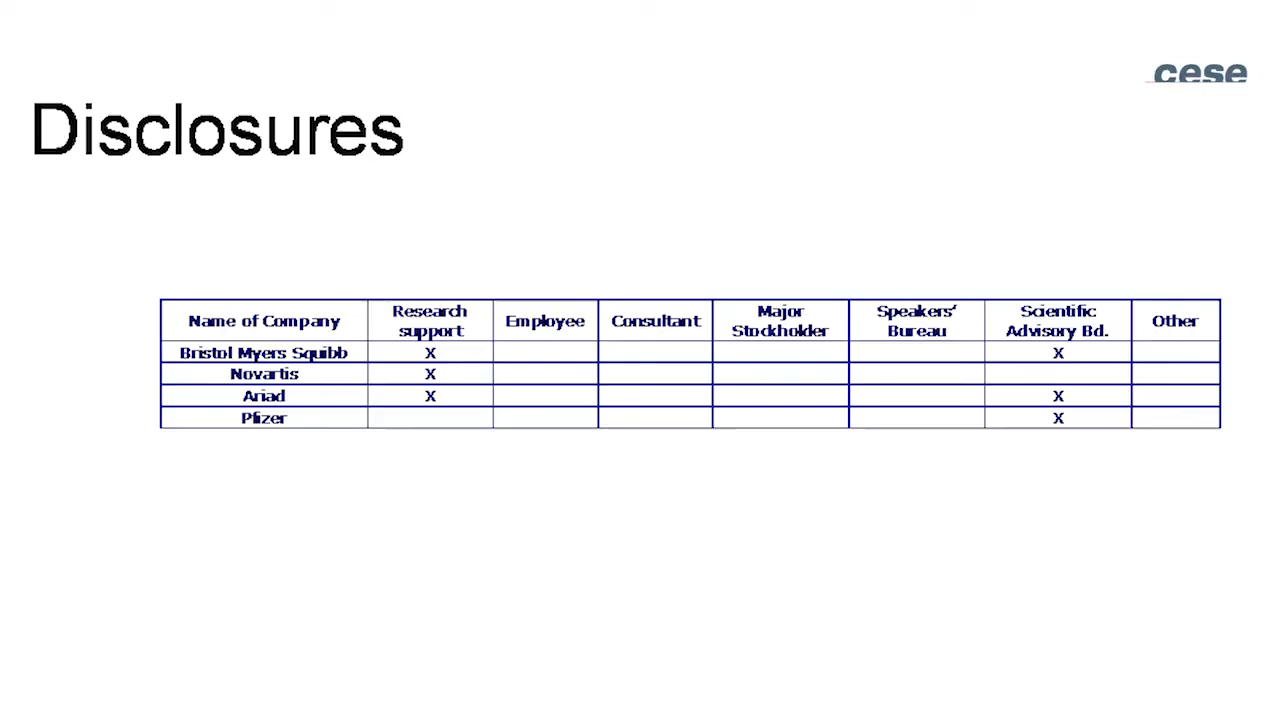 cese
Disclosures
Name of Company Research support Employee Consultant Major Stockholder Speakers' Bureau Scientific Advisory Bd. Other
Bristol Myers Squibb X X
Novartis X
Ariad X X
Pfizer X